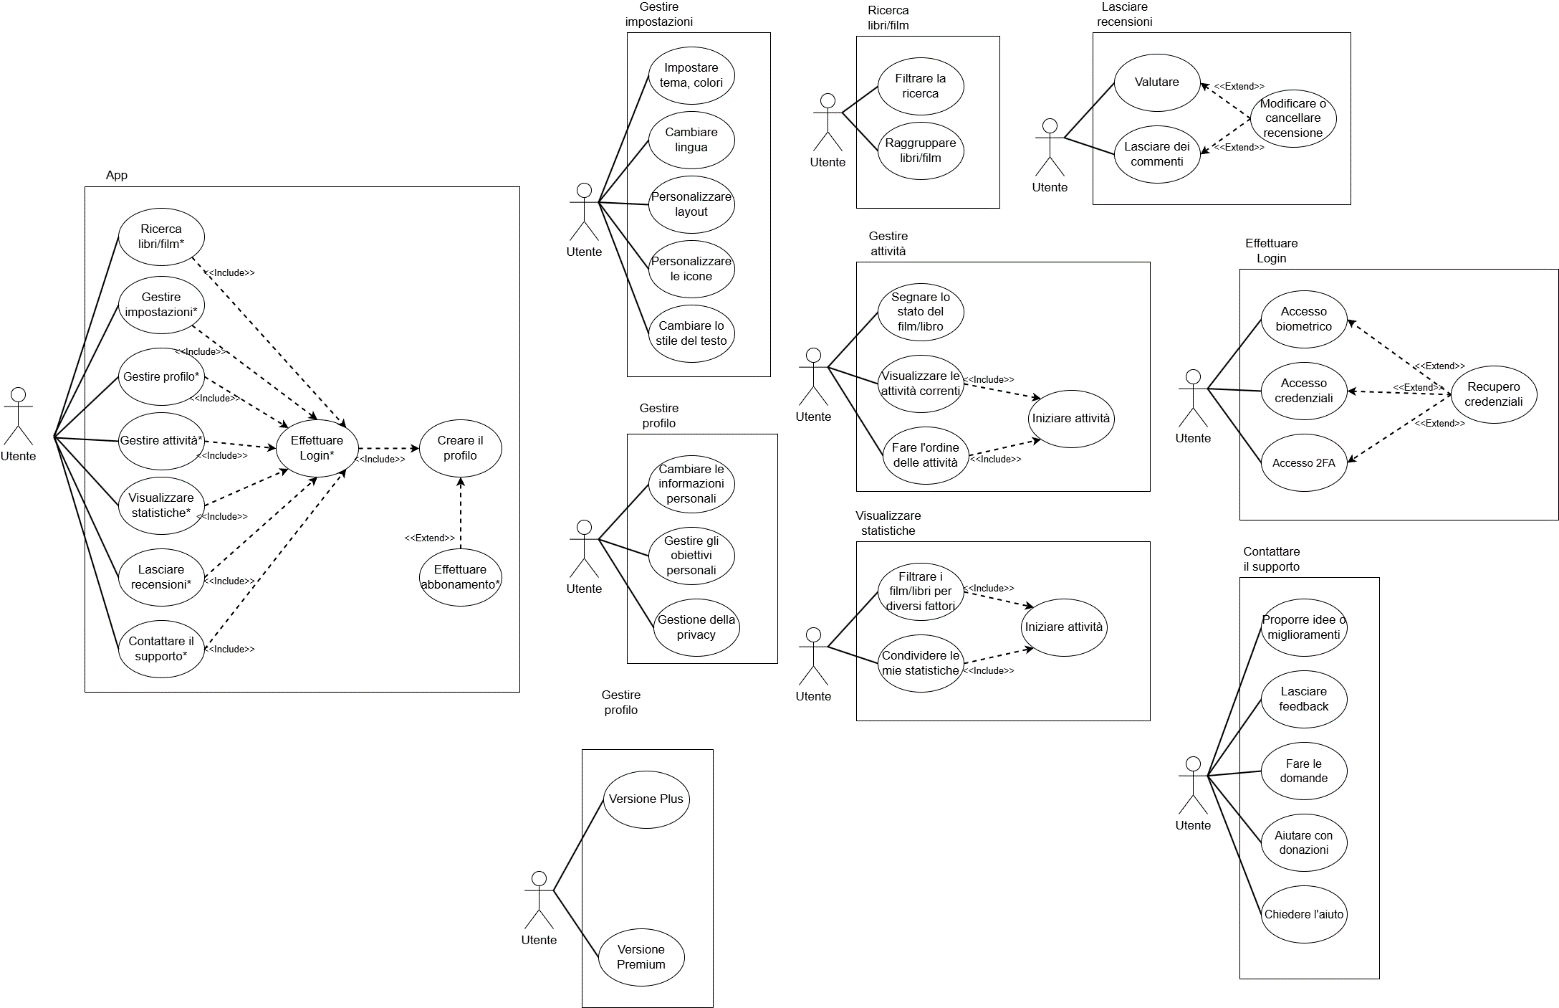 App
Utente
Ricerca
libri/film*
<<Include>>
Gestire
impostazioni*
<<Include>>
Gestire profilo*
<<Include>>
Gestire attività*
<<Include>>
Visualizzare
statistiche*
<<Include>>
Lasciare
recensioni*
<<Include>>
Contattare il
supporto*
<<Include>>
Effettuare
Login*
<<Include>>
Creare il
profilo
<<Extend>>
Effettuare
abbonamento*
Gestire
impostazioni
Utente
Impostare
tema, colori
Cambiare
lingua
Personalizzare
layout
Personalizzare
le icone
Cambiare lo
stile del testo
Gestire
profilo
Utente
Cambiare le
informazioni
personali
Gestire gli
obiettivi
personali
Gestione della
privacy
Gestire
profilo
Utente
Versione Plus
Versione
Premium
Ricerca
libri/film
Utente
Filtrare la
ricerca
Raggruppare
libri/film
Gestire
attività
Utente
Segnare lo
stato del
film/libro
Visualizzare le
attività correnti
<<Include>>
Fare l'ordine
delle attività
<<Include>>
Iniziare attività
Visualizzare
statistiche
Utente
Filtrare i
film/libri per
diversi fattori
<<Include>>
Condividere le
mie statistiche
<<Include>>
Iniziare attività
Lasciare
recensioni
Utente
Valutare
<<Extend>>
Lasciare dei
commenti
<<Extend>>
Modificare o
cancellare
recensione
Effettuare
Login
Utente
Accesso
biometrico
<<Extend>>
Accesso
credenziali
<<Extend>>
Accesso 2FA
<<Extend>>
Recupero
credenziali
Contattare
il supporto
Utente
Proporre idee o
miglioramenti
Lasciare
feedback
Fare le
domande
Aiutare con
donazioni
Chiedere l'aiuto